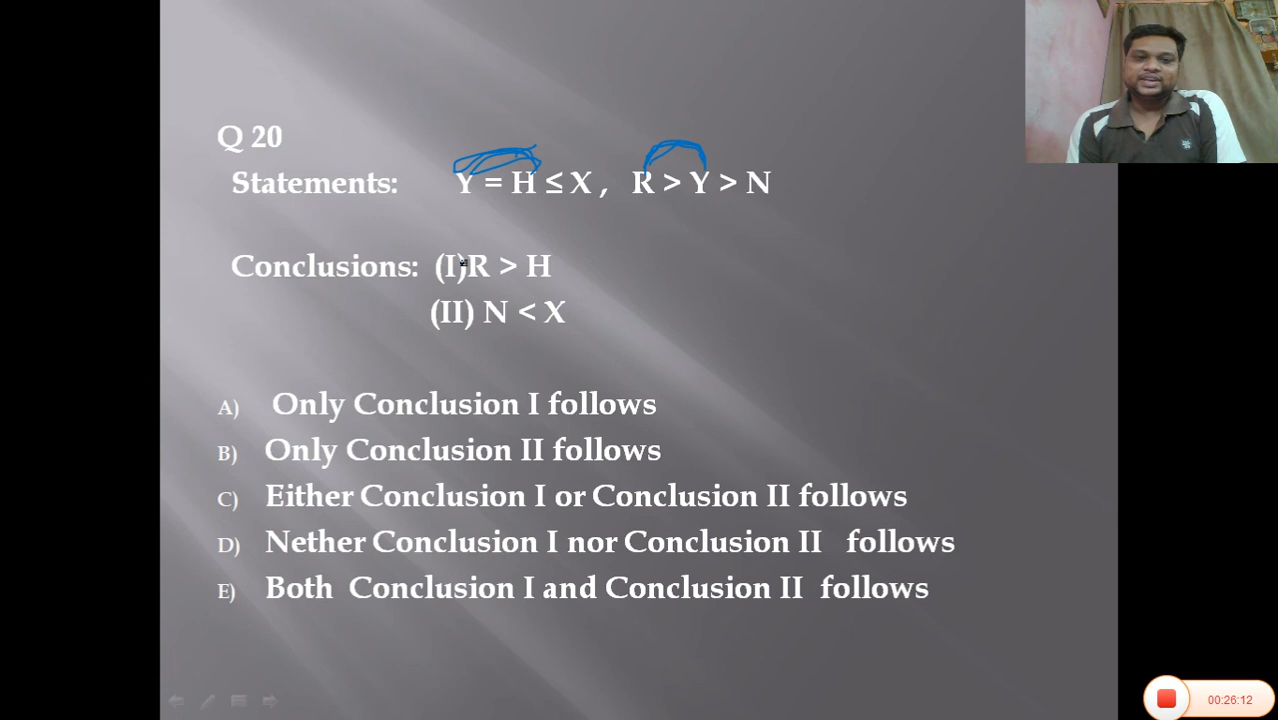 Q 20
Statements: Y = H ≤ X , R > Y > N
Conclusions: (I)R > H
(II) N < X
A) Only Conclusion I follows
B) Only Conclusion II follows
C) Either Conclusion I or Conclusion II follows
D) Nether Conclusion I nor Conclusion II follows
E) Both Conclusion I and Conclusion II follows
00:26:12